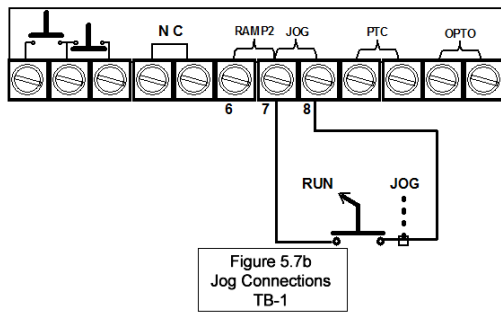 N C RAMP2 JOG PTC OPTO
6 7 8
RUN JOG
Figure 5.7b
Jog Connections
TB-1